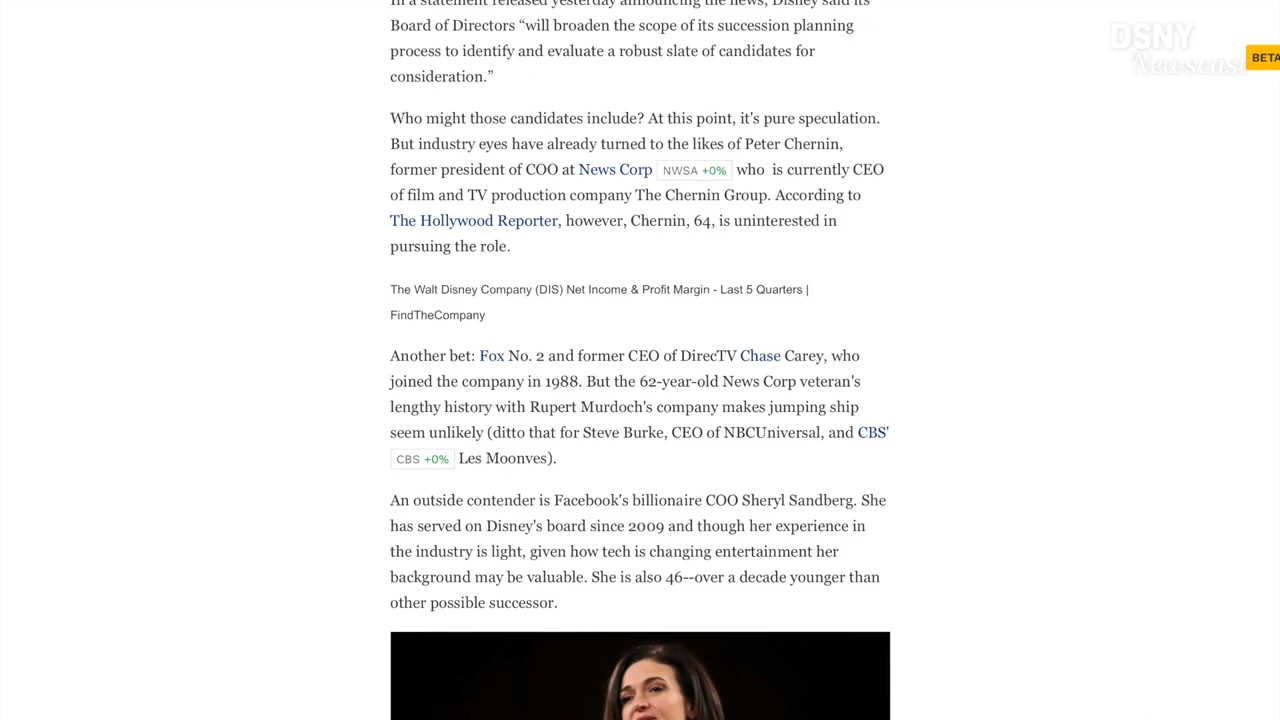 In a statement released yesterday announcing the news, Disney said its
Board of Directors “will broaden the scope of its succession planning
process to identify and evaluate a robust slate of candidates for
consideration.”
DSNY
Newscast
BETA
Who might those candidates include? At this point, it's pure speculation.
But industry eyes have already turned to the likes of Peter Chernin,
former president of COO at News Corp NWSA +0% who is currently CEO
of film and TV production company The Chernin Group. According to
The Hollywood Reporter, however, Chernin, 64, is uninterested in
pursuing the role.
The Walt Disney Company (DIS) Net Income & Profit Margin - Last 5 Quarters |
FindTheCompany
Another bet: Fox No. 2 and former CEO of DirecTV Chase Carey, who
joined the company in 1988. But the 62-year-old News Corp veteran's
lengthy history with Rupert Murdoch's company makes jumping ship
seem unlikely (ditto that for Steve Burke, CEO of NBCUniversal, and CBS'
CBS +0% Les Moonves).
An outside contender is Facebook's billionaire COO Sheryl Sandberg. She
has served on Disney's board since 2009 and though her experience in
the industry is light, given how tech is changing entertainment her
background may be valuable. She is also 46--over a decade younger than
other possible successor.